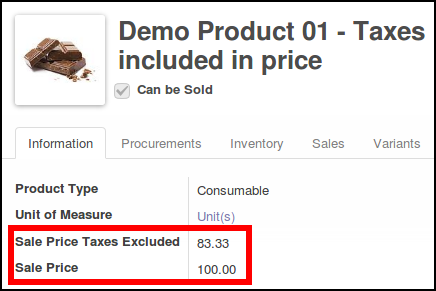 Demo Product 01 - Taxes
included in price
Can be Sold
Information Procurements Inventory Sales Variants
Product Type Consumable
Unit of Measure Unit(s)
Sale Price Taxes Excluded 83.33
Sale Price 100.00